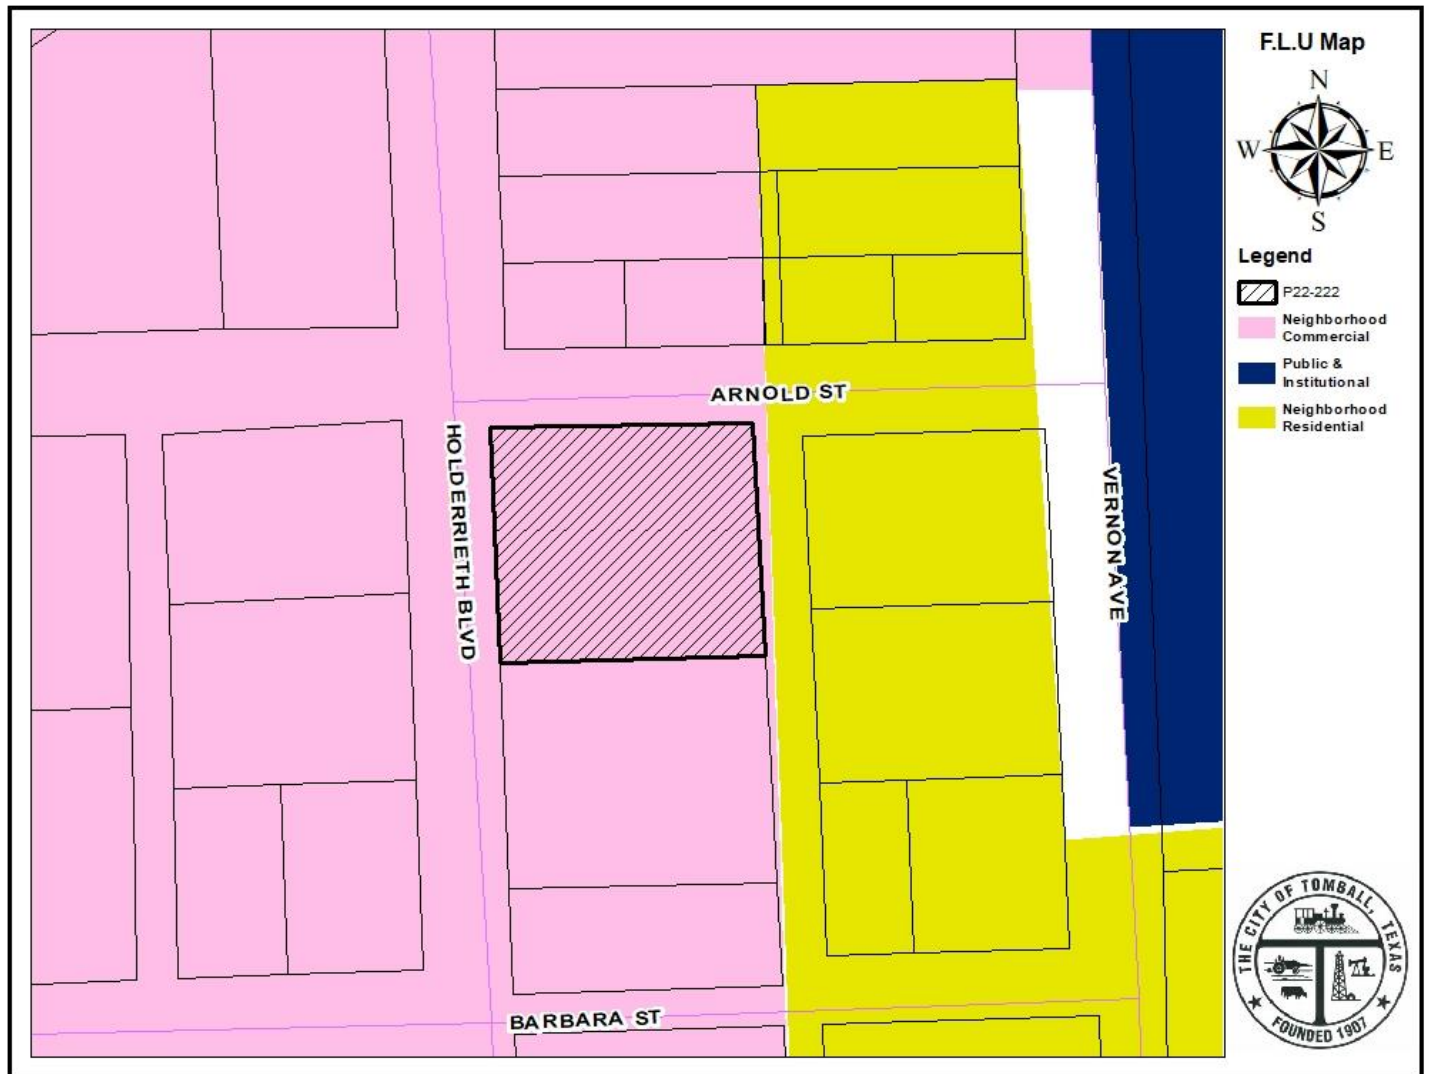 F.L.U Map
N
W
E
S
Legend
P22-222
Neighborhood
Commercial
Public &
Institutional
Neighborhood
Residential
ARNOLD ST
HOLDERRIETH BLVD
VERNON AVE
BARBARA ST
THE CITY OF TOMBALL, TEXAS
FOUNDED 1907